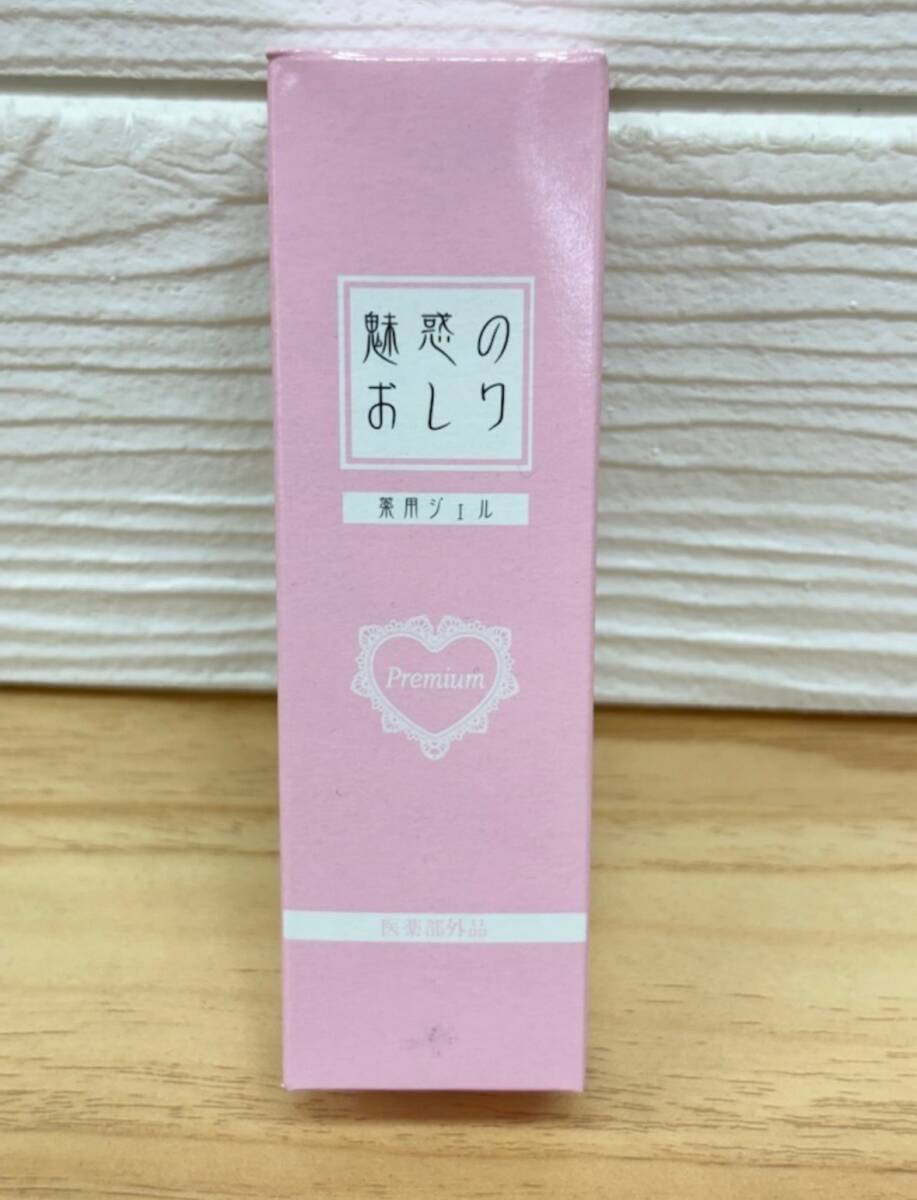 魅惑の
おしり
薬用ジェル
Premium
医薬部外品